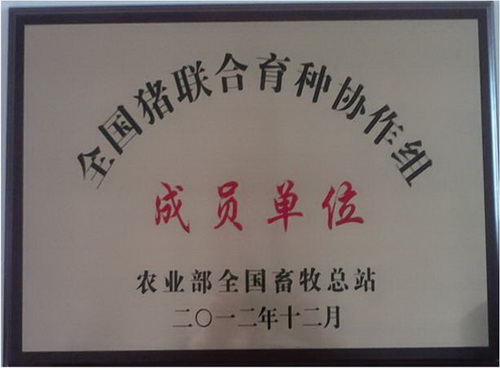 全国猪联合育种协作组
成员单位
农业部全国畜牧总站
二〇一二年十二月